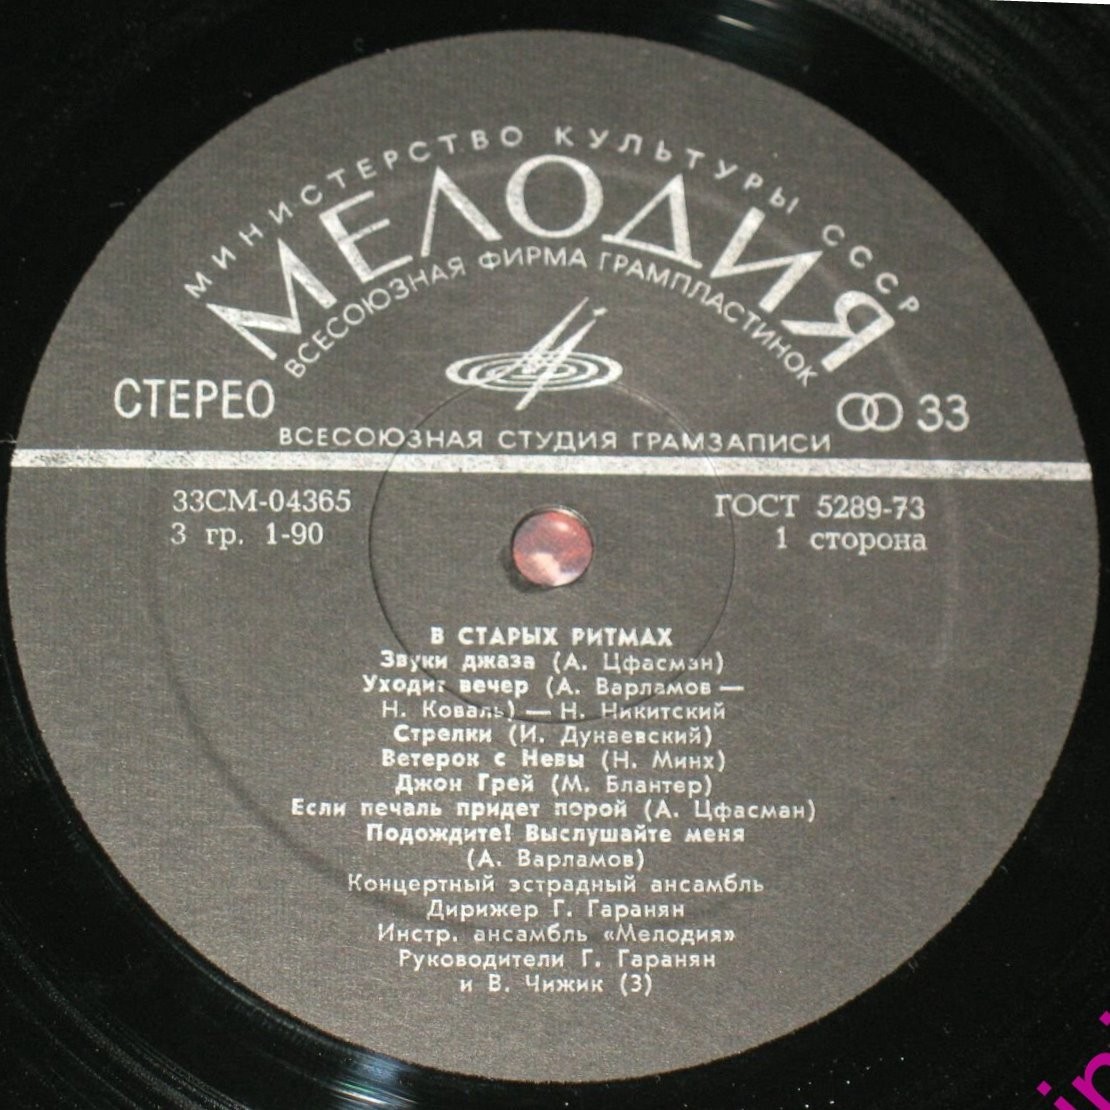 МИНИСТЕРСТВО КУЛЬТУРЫ СССР
МЕЛОДИЯ
ВСЕСОЮЗНАЯ ФИРМА ГРАМПЛАСТИНОК
СТЕРЕО
33
ВСЕСОЮЗНАЯ СТУДИЯ ГРАМЗАПИСИ
33СМ-04365
ГОСТ 5289-73
3 гр. 1-90
1 сторона
В СТАРЫХ РИТМАХ
Звуки джаза (А. Цфасман)
Уходит вечер (А. Варламов —
Н. Коваль) — Н. Никитский
Стрелки (И. Дунаевский)
Ветерок с Невы (Н. Минх)
Джон Грей (М. Блантер)
Если печаль придет порой (А. Цфасман)
Подождите! Выслушайте меня
(А. Варламов)
Концертный эстрадный ансамбль
Дирижер Г. Гаранян
Инстр. ансамбль «Мелодия»
Руководители Г. Гаранян
и В. Чижик (3)